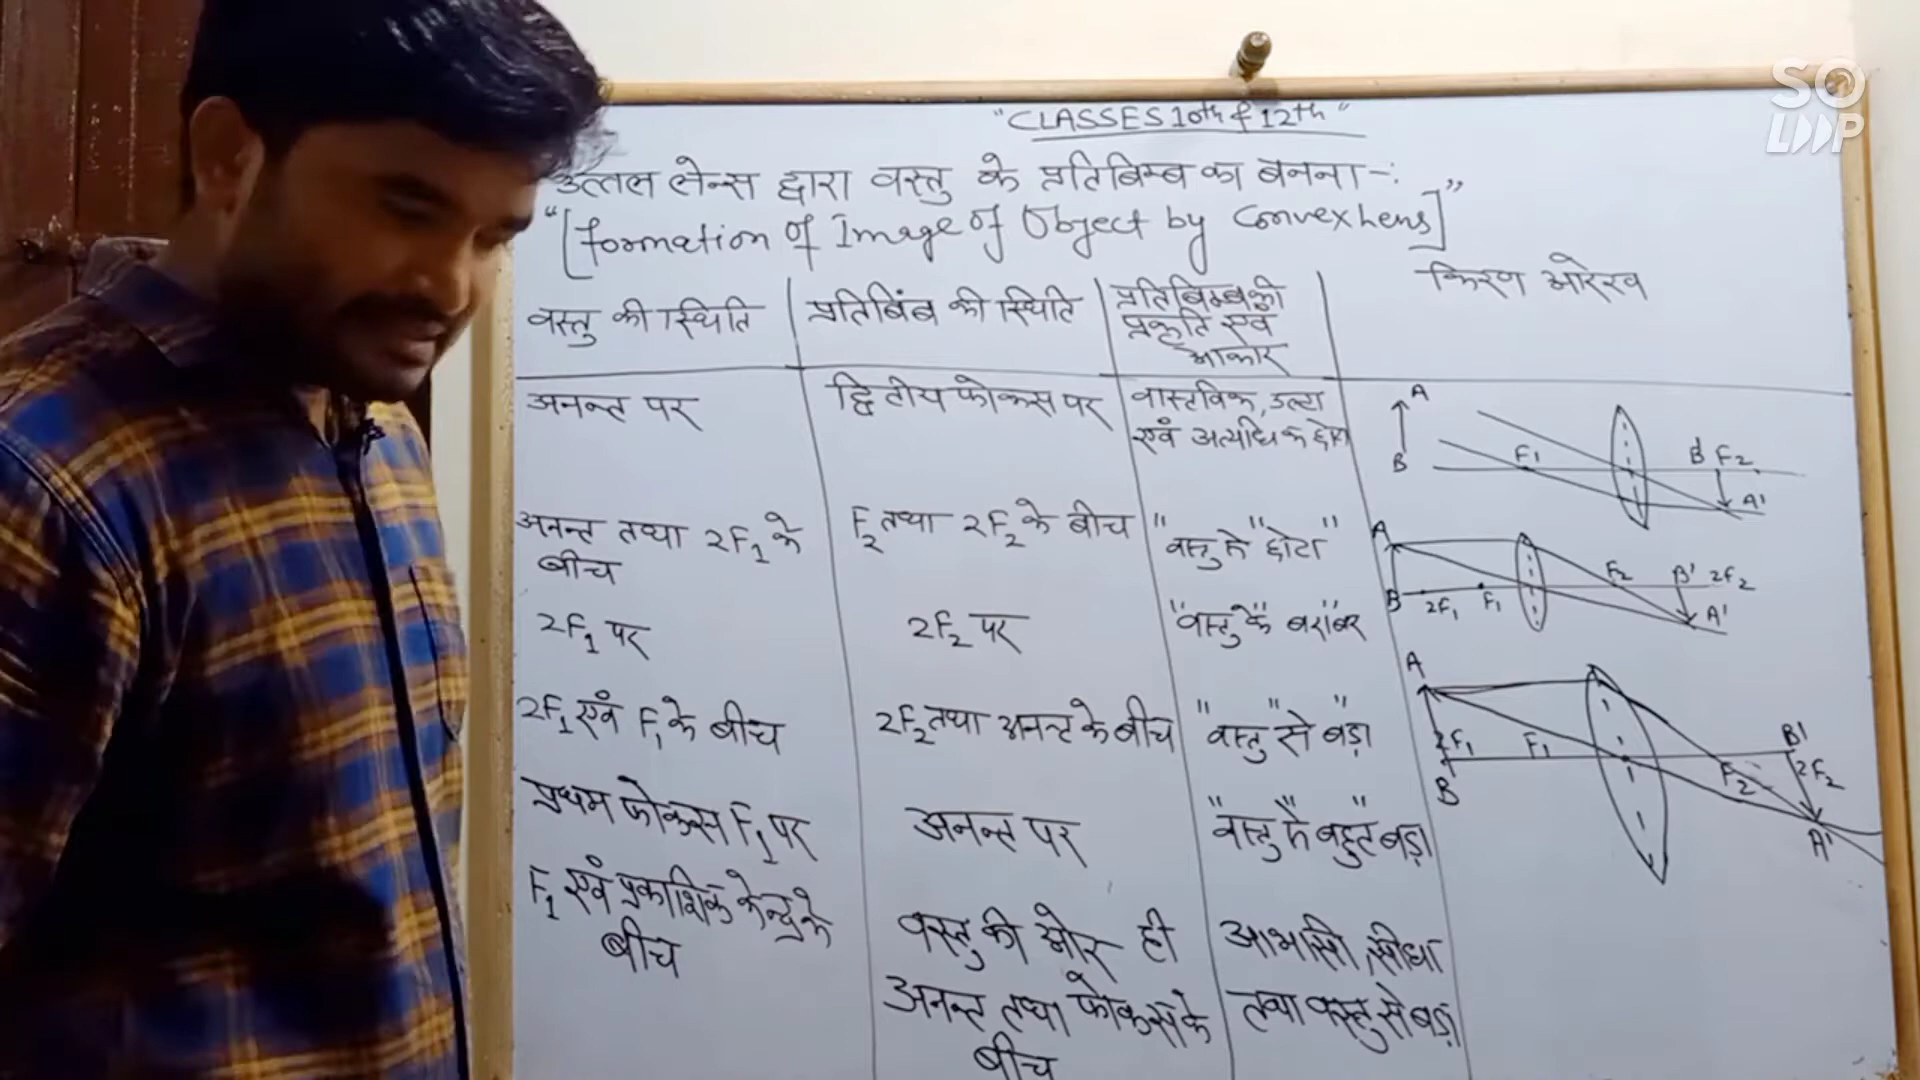 SO
LOOP
"CLASSES 10th & 12th"
उत्तल लेन्स द्वारा वस्तु के प्रतिबिम्ब का बनना -:
"[formation of Image of Object by Convex Lens]"
वस्तु की स्थिति
प्रतिबिंब की स्थिति
प्रतिबिम्ब की
प्रकृति एवं
आकार
किरण ओरेख
अनन्त पर
द्वितीय फोकस पर
वास्तविक, उल्टा
एवं अत्यधिक छोटा
A
B
F1
B' F2
A'
अनन्त तथा 2F1 के
बीच
F2 तथा 2F2 के बीच
" वस्तु से " छोटा "
A
B
2F1
F1
F2
B'
2F2
A'
2F1 पर
2F2 पर
" वस्तु के " बराबर "
2F1 एवं F1 के बीच
2F2 तथा अनन्त के बीच
" वस्तु " से " बड़ा
A
2F1
B
F1
F2
B'
2F2
A'
प्रथम फोकस F1 पर
अनन्त पर
" वस्तु से " बहुत " बड़ा
F1 एवं प्रकाशिक केन्द्र के
बीच
वस्तु की ओर ही
अनन्त तथा फोकस के
बीच
आभासी, सीधा
तथा वस्तु से बड़ा